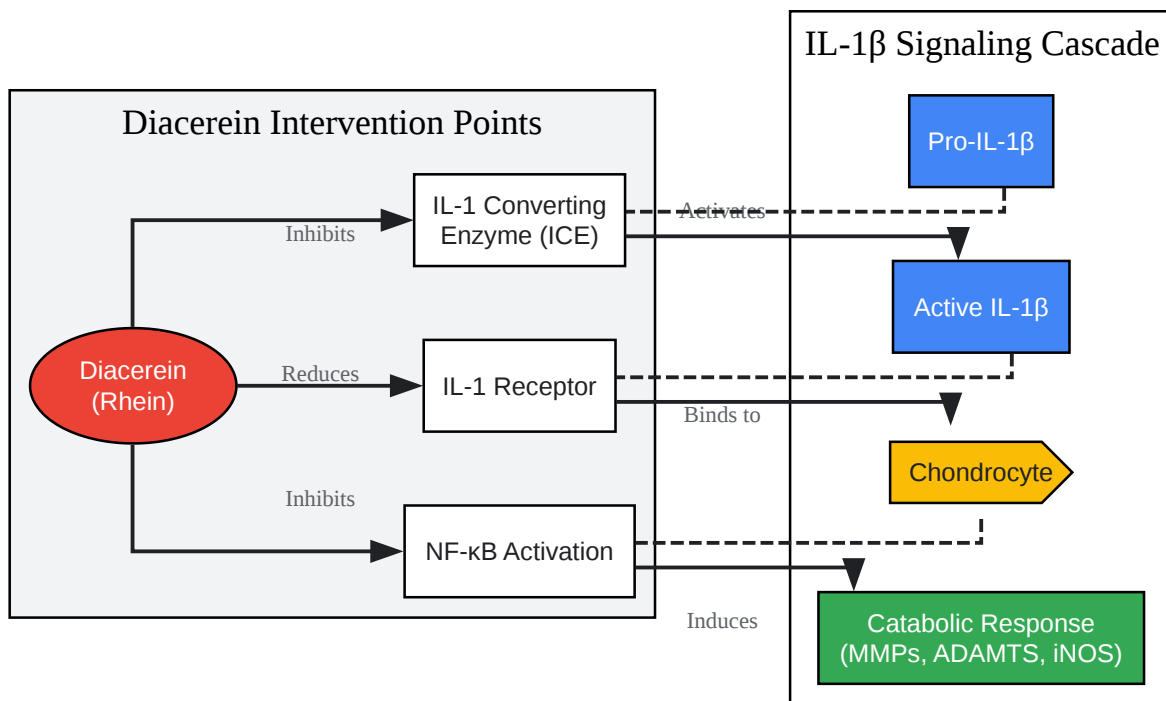 IL-1β Signaling Cascade
Diacerein Intervention Points
Pro-IL-1β
IL-1 Converting
Enzyme (ICE)
Activates
Inhibits
Active IL-1β
Diacerein
(Rhein)
Reduces
IL-1 Receptor
Binds to
Chondrocyte
Inhibits
NF-κB Activation
Induces
Catabolic Response
(MMPs, ADAMTS, iNOS)